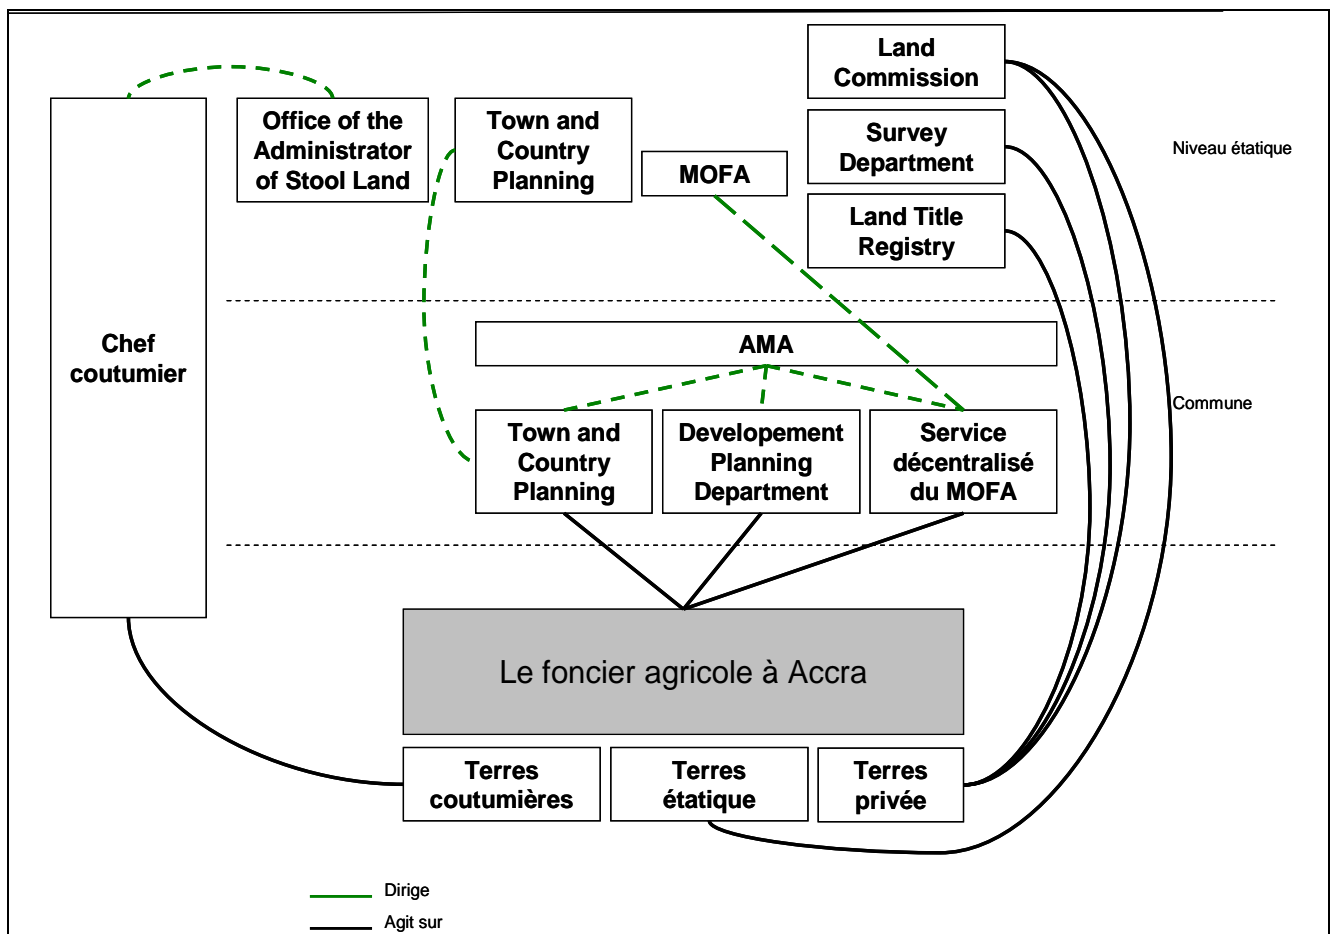 Land
Commission
Office of the
Administrator
of Stool Land
Town and
Country
Planning
MOFA
Survey
Department
Niveau étatique
Land Title
Registry
Chef
coutumier
AMA
Commune
Town and
Country
Planning
Developement
Planning
Department
Service
décentralisé
du MOFA
Le foncier agricole à Accra
Terres
coutumières
Terres
étatique
Terres
privée
Dirige
Agit sur